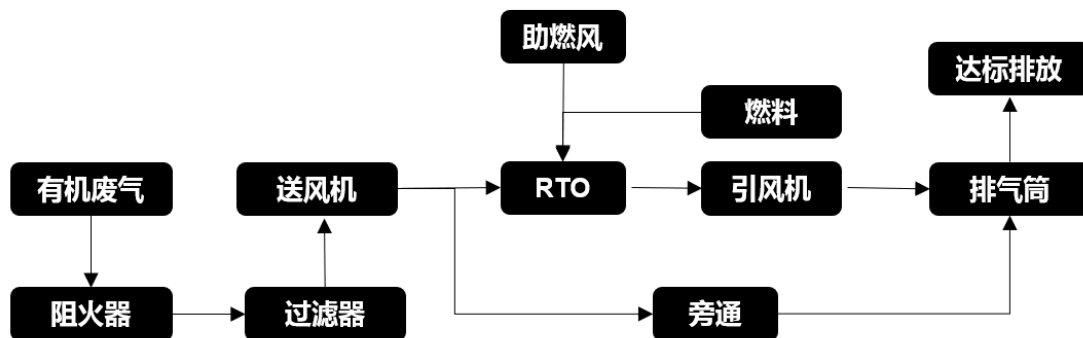 助燃风
达标排放
燃料
有机废气
送风机
RTO
引风机
排气筒
阻火器
过滤器
旁通